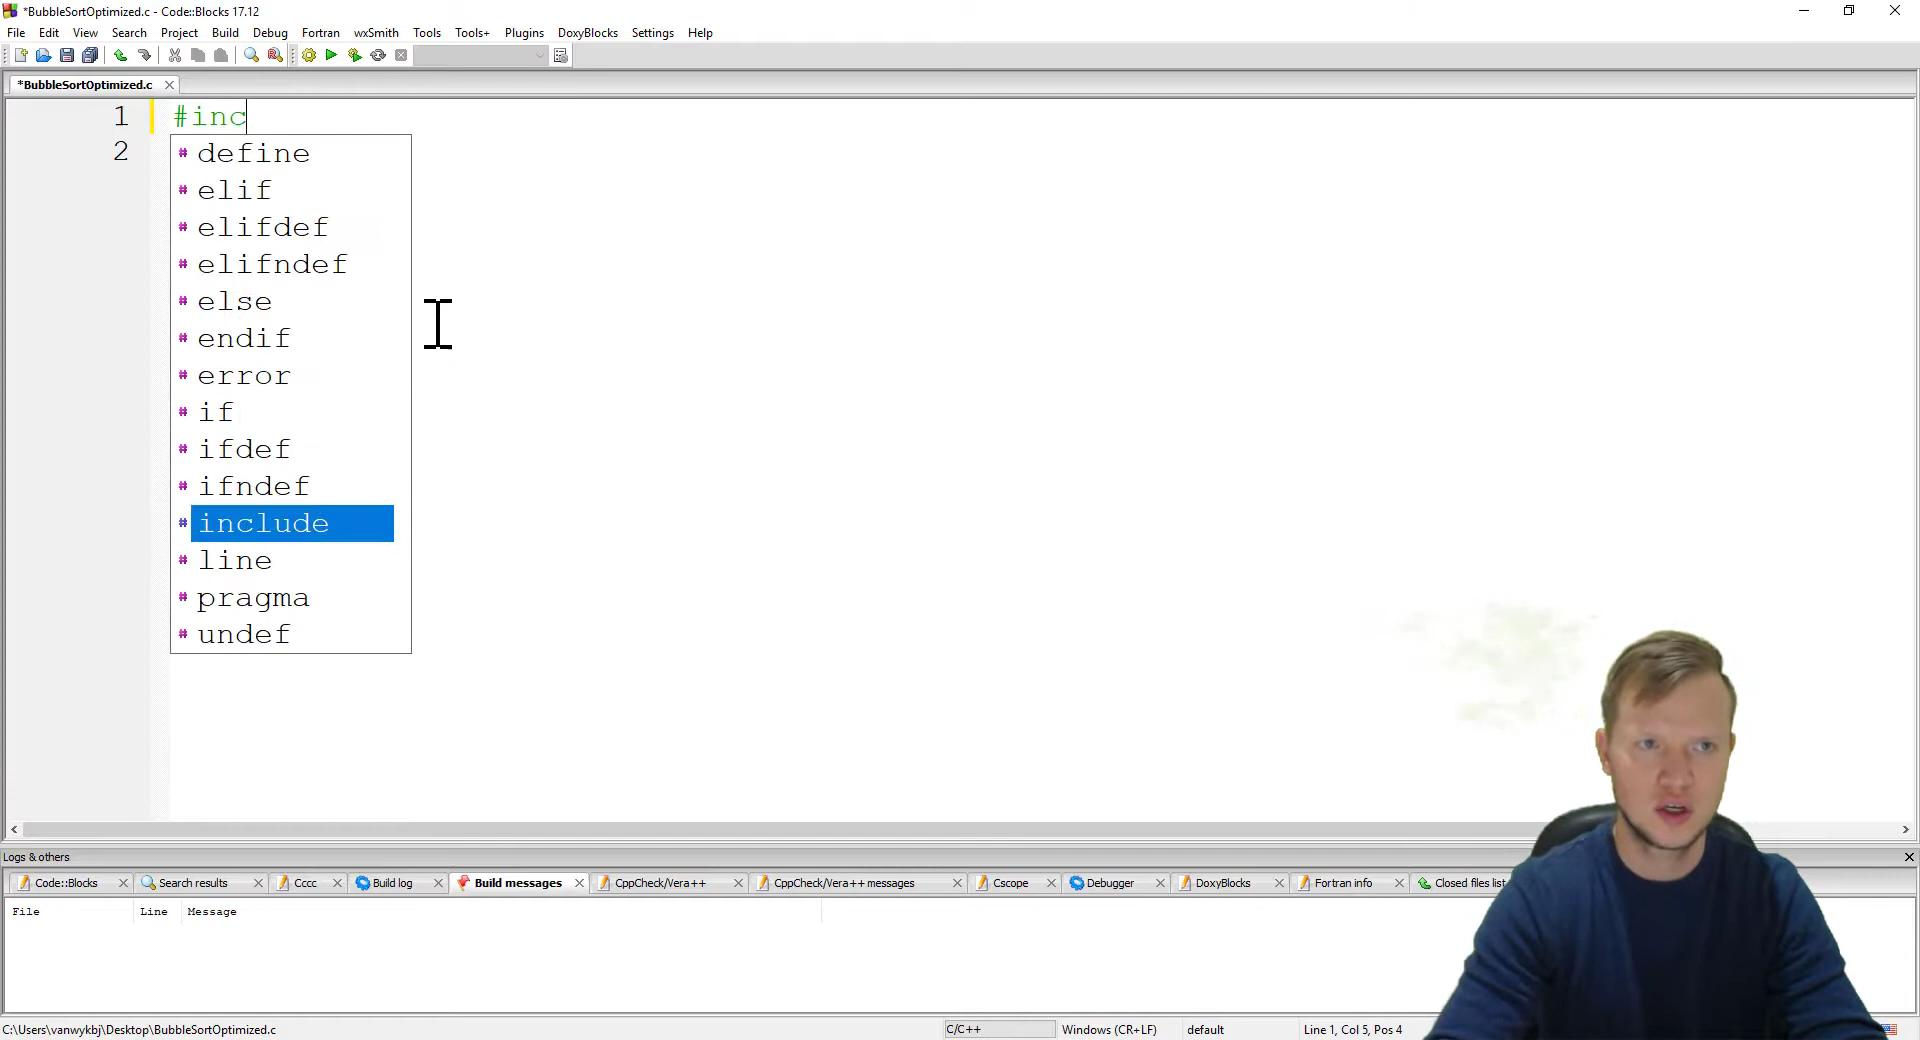 *BubbleSortOptimized.c - Code::Blocks 17.12
File Edit View Search Project Build Debug Fortran wxSmith Tools Tools+ Plugins DoxyBlocks Settings Help
*BubbleSortOptimized.c
1 #inc
2
# define
# elif
# elifdef
# elifndef
# else
# endif
# error
# if
# ifdef
# ifndef
# include
# line
# pragma
# undef
Logs & others
Code::Blocks Search results Cccc Build log Build messages CppCheck/Vera++ CppCheck/Vera++ messages Cscope Debugger DoxyBlocks Fortran info Closed files list
File Line Message
C:\Users\vanwykbj\Desktop\BubbleSortOptimized.c C/C++ Windows (CR+LF) default Line 1, Col 5, Pos 4